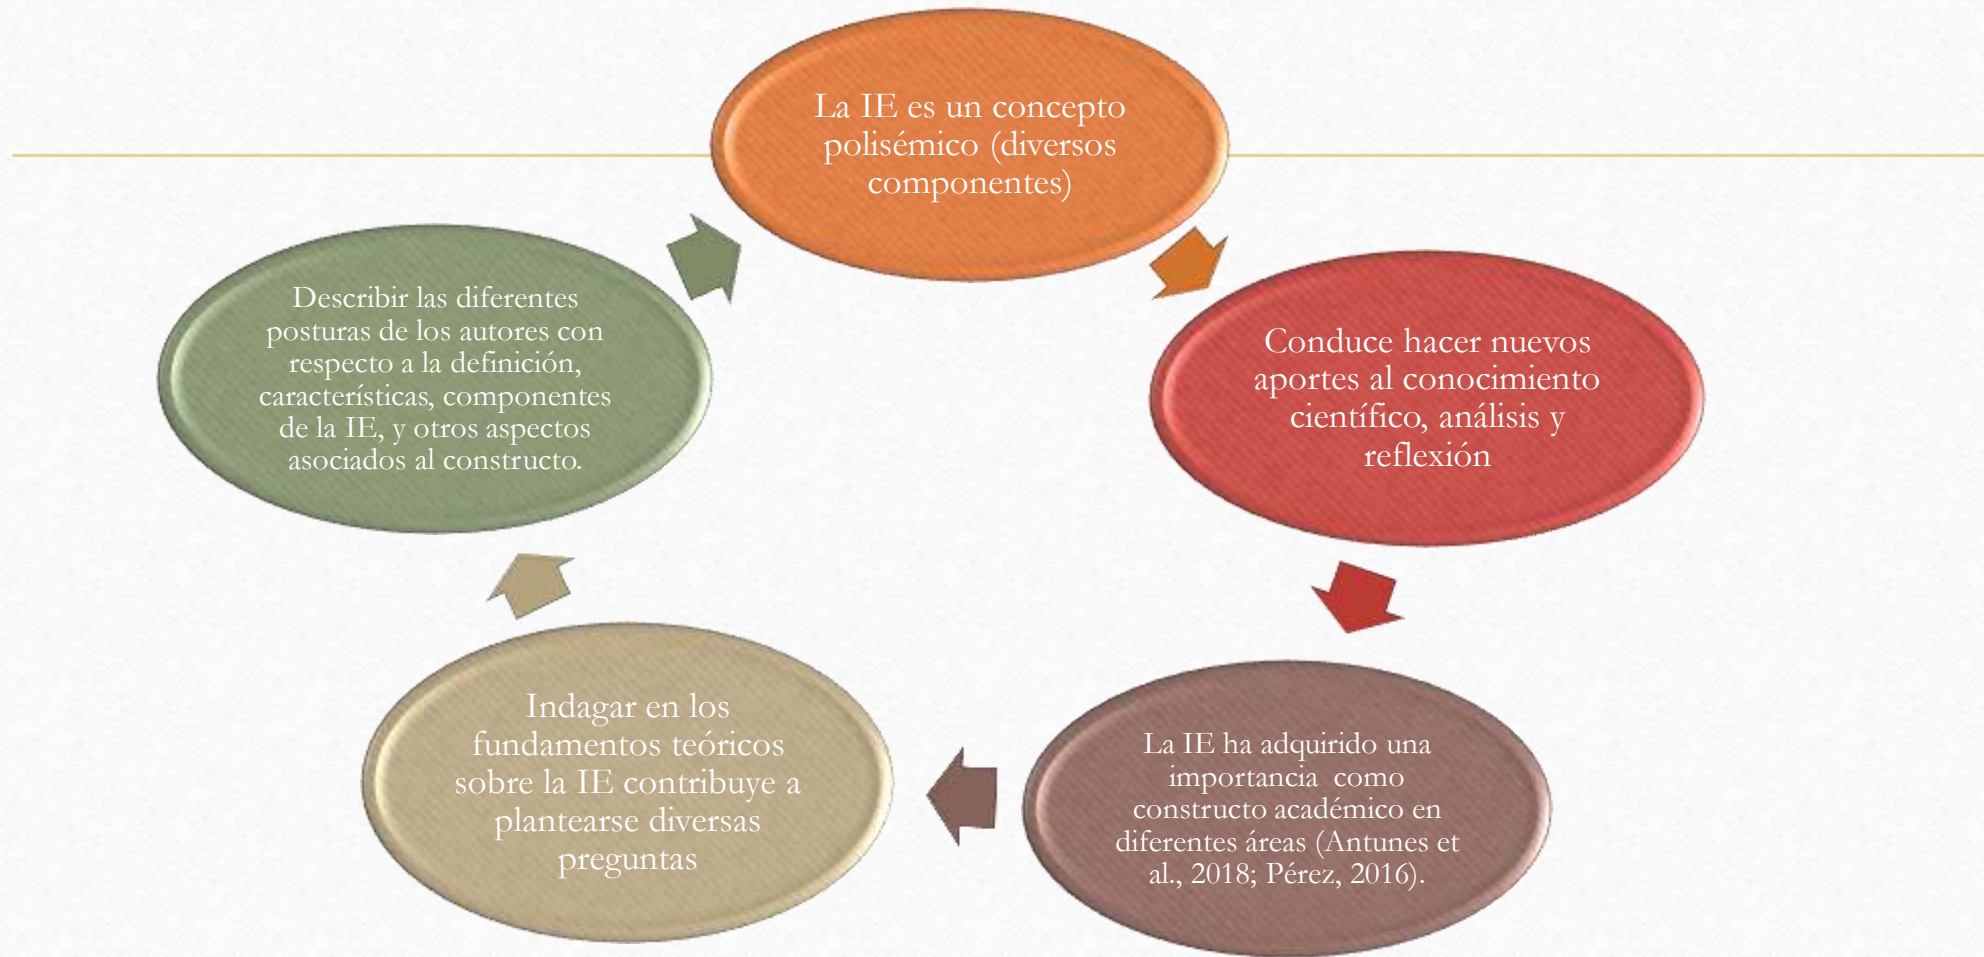 La IE es un concepto
polisémico (diversos
componentes)
Conduce hacer nuevos
aportes al conocimiento
científico, análisis y
reflexión
La IE ha adquirido una
importancia  como
constructo académico en
diferentes áreas (Antunes et
al., 2018; Pérez, 2016).
Indagar en los
fundamentos teóricos
sobre la IE contribuye a
plantearse diversas
preguntas
Describir las diferentes
posturas de los autores con
respecto a la definición,
característícas, componentes
de la IE, y otros aspectos
asociados al constructo.